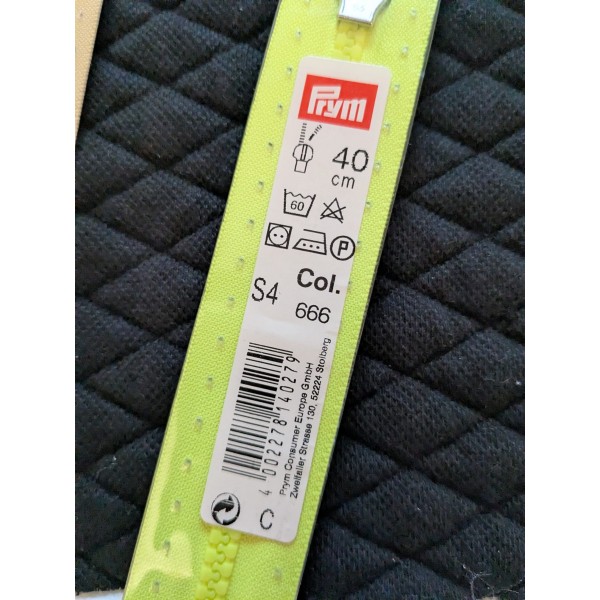 Prym
40
cm
60
P
S4
Col.
666
4 002278 140279
Prym Consumer Europe GmbH
Zweifaller Strasse 130, 52224 Stolberg
C